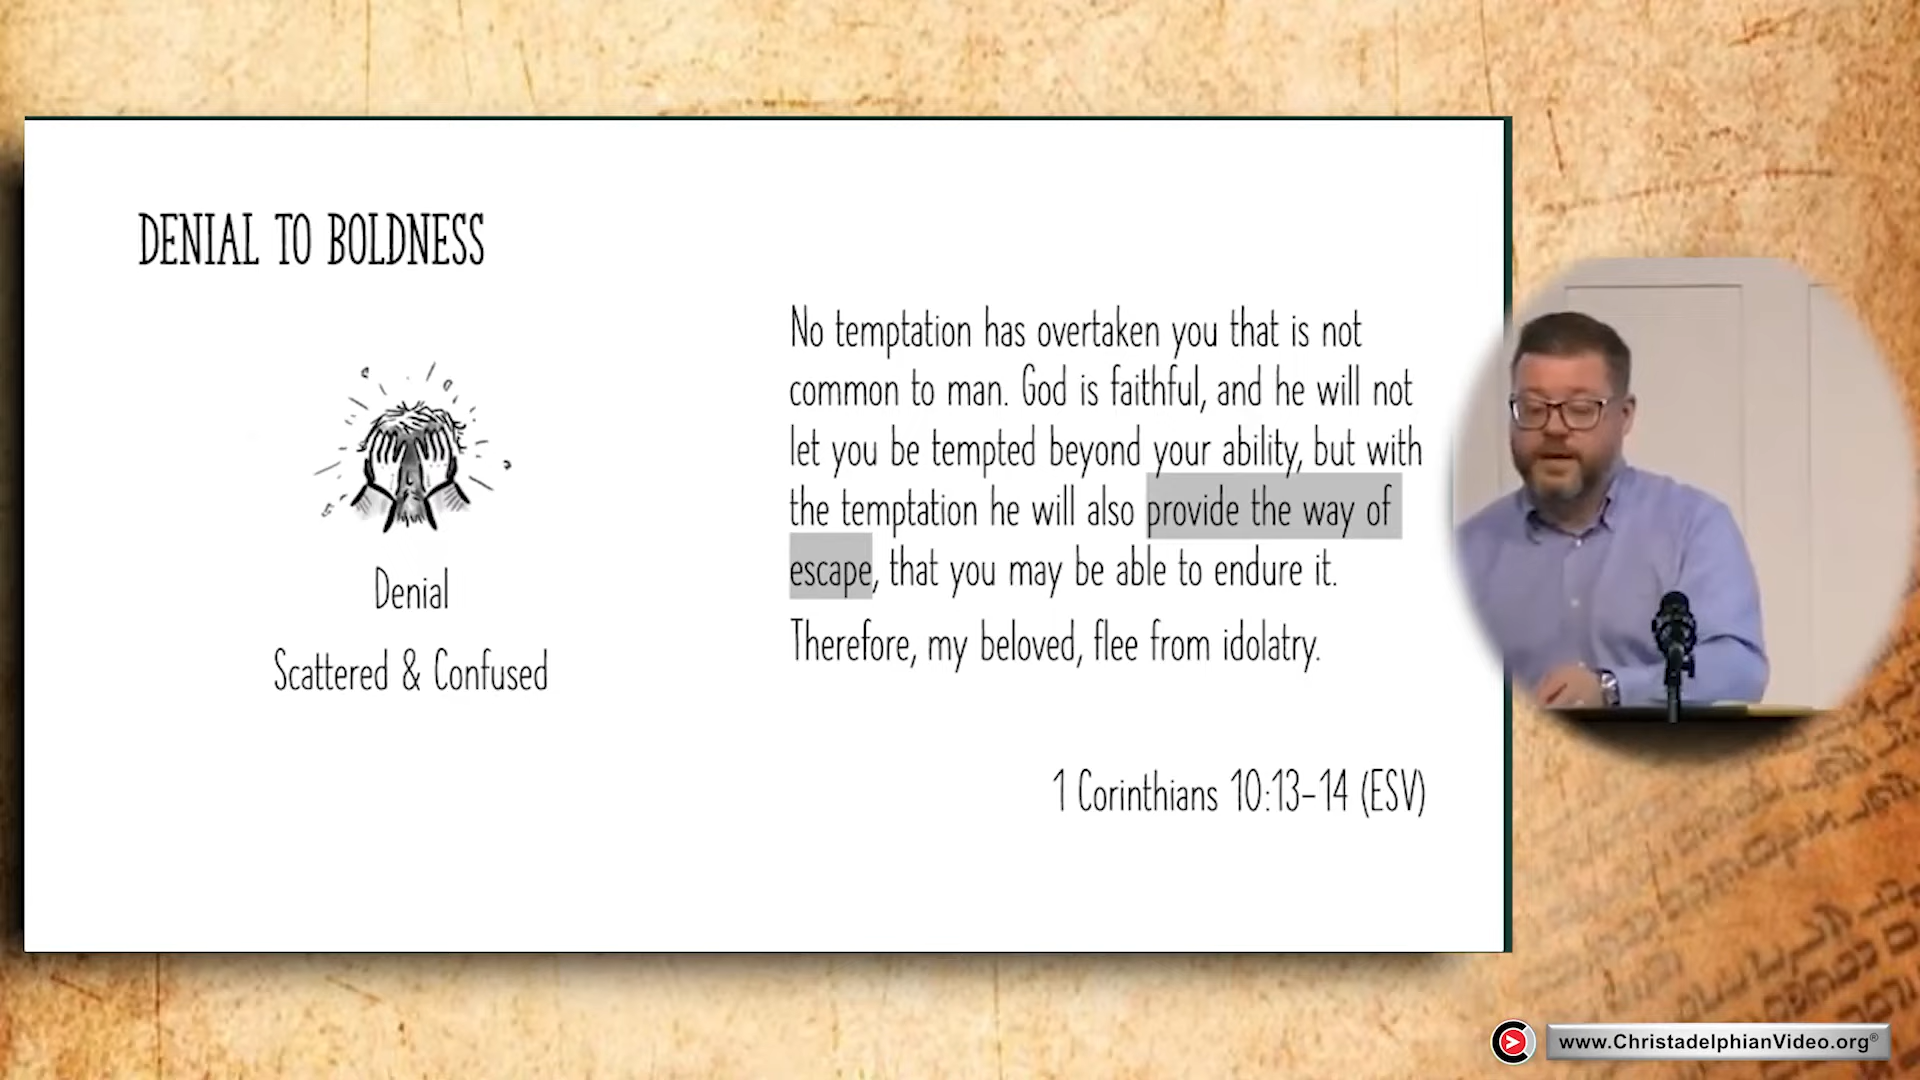 DENIAL TO BOLDNESS
Denial
Scattered & Confused
No temptation has overtaken you that is not
common to man. God is faithful, and he will not
let you be tempted beyond your ability, but with
the temptation he will also provide the way of
escape, that you may be able to endure it.
Therefore, my beloved, flee from idolatry.
1 Corinthians 10:13-14 (ESV)
www.ChristadelphianVideo.org®